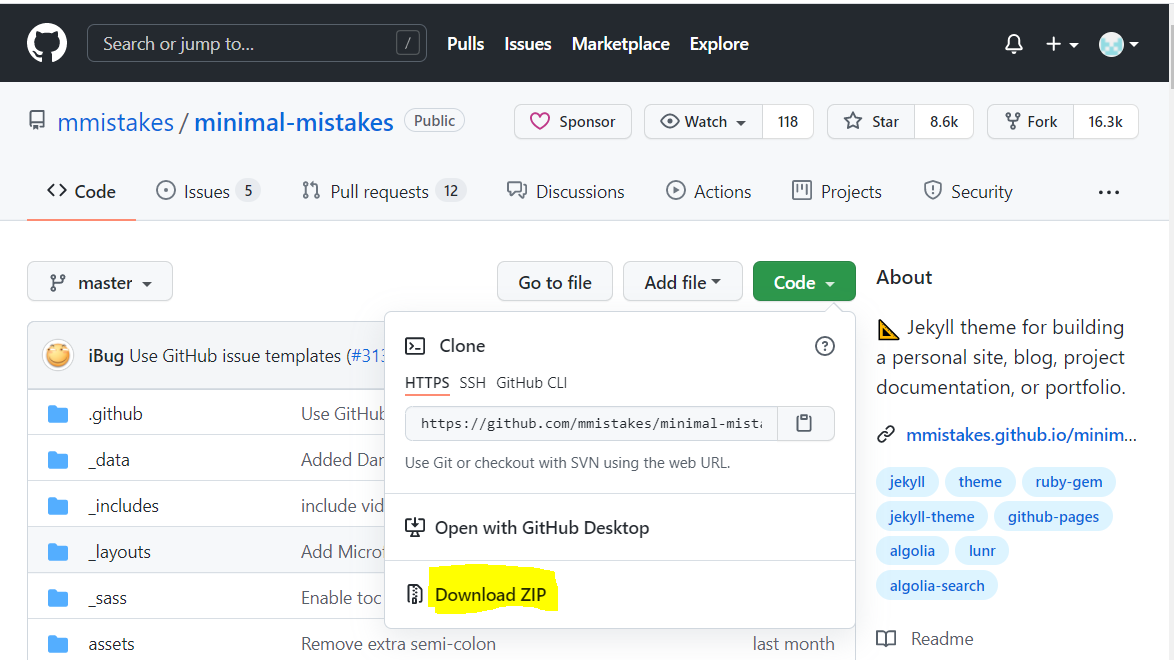 Search or jump to... / Pulls Issues Marketplace Explore
mmistakes / minimal-mistakes Public Sponsor Watch 118 Star 8.6k Fork 16.3k
Code Issues 5 Pull requests 12 Discussions Actions Projects Security ...
master Go to file Add file Code
iBug Use GitHub issue templates (#313
.github Use GitHub
_data Added Dar
_includes include vid
_layouts Add Micro
_sass Enable toc
assets Remove extra semi-colon last month
Clone
HTTPS SSH GitHub CLI
https://github.com/mmistakes/minimal-mista
Use Git or checkout with SVN using the web URL.
Open with GitHub Desktop
Download ZIP
About
Jekyll theme for building
a personal site, blog, project
documentation, or portfolio.
mmistakes.github.io/minim...
jekyll theme ruby-gem
jekyll-theme github-pages
algolia lunr
algolia-search
Readme